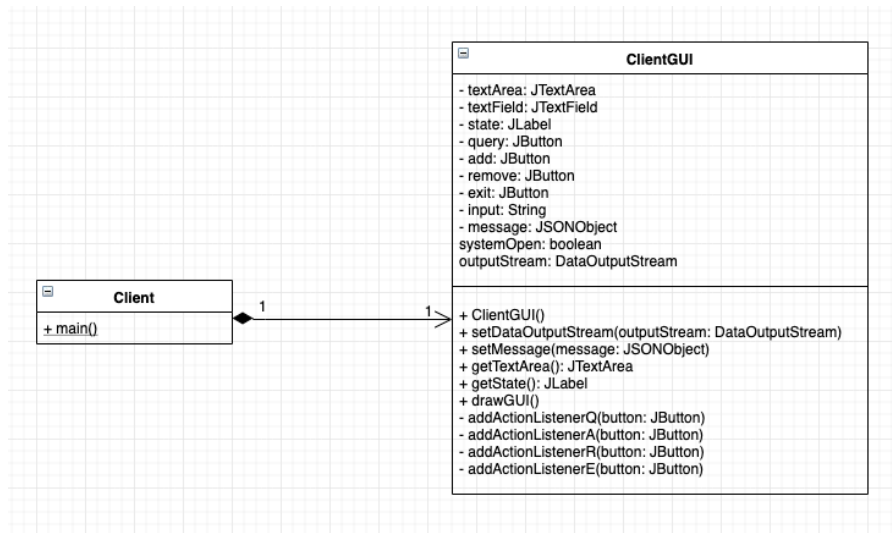 ClientGUI
- textArea: JTextArea
- textField: JTextField
- state: JLabel
- query: JButton
- add: JButton
- remove: JButton
- exit: JButton
- input: String
- message: JSONObject
systemOpen: boolean
outputStream: DataOutputStream
Client
+ main()
1
1
+ ClientGUI()
+ setDataOutputStream(outputStream: DataOutputStream)
+ setMessage(message: JSONObject)
+ getTextArea(): JTextArea
+ getState(): JLabel
+ drawGUI()
- addActionListenerQ(button: JButton)
- addActionListenerA(button: JButton)
- addActionListenerR(button: JButton)
- addActionListenerE(button: JButton)